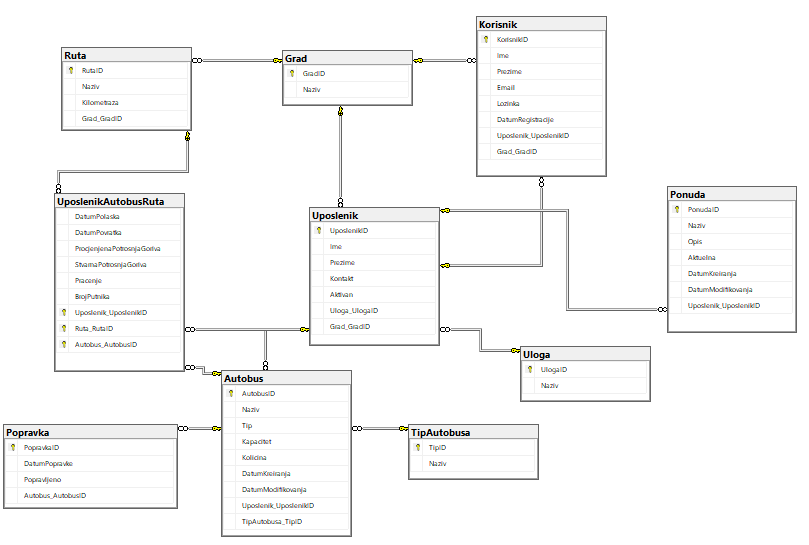 Ruta
RutaID
Naziv
Kilometraza
Grad_GradID
Grad
GradID
Naziv
Korisnik
KorisnikID
Ime
Prezime
Email
Lozinka
DatumRegistracije
Uposlenik_UposlenikID
Grad_GradID
UposlenikAutobusRuta
DatumPolaska
DatumPovratka
ProcjenjenaPotrosnjaGoriva
StvarnaPotrosnjaGoriva
Pracenje
BrojPutnika
Uposlenik_UposlenikID
Ruta_RutaID
Autobus_AutobusID
Uposlenik
UposlenikID
Ime
Prezime
Kontakt
Aktivan
Uloga_UlogaID
Grad_GradID
Ponuda
PonudaID
Naziv
Opis
Aktuelna
DatumKreiranja
DatumModifikovanja
Uposlenik_UposlenikID
Uloga
UlogaID
Naziv
Autobus
AutobusID
Naziv
Tip
Kapacitet
Kolicina
DatumKreiranja
DatumModifikovanja
Uposlenik_UposlenikID
TipAutobusa_TipID
Popravka
PopravkaID
DatumPopravke
Popravljeno
Autobus_AutobusID
TipAutobusa
TipID
Naziv